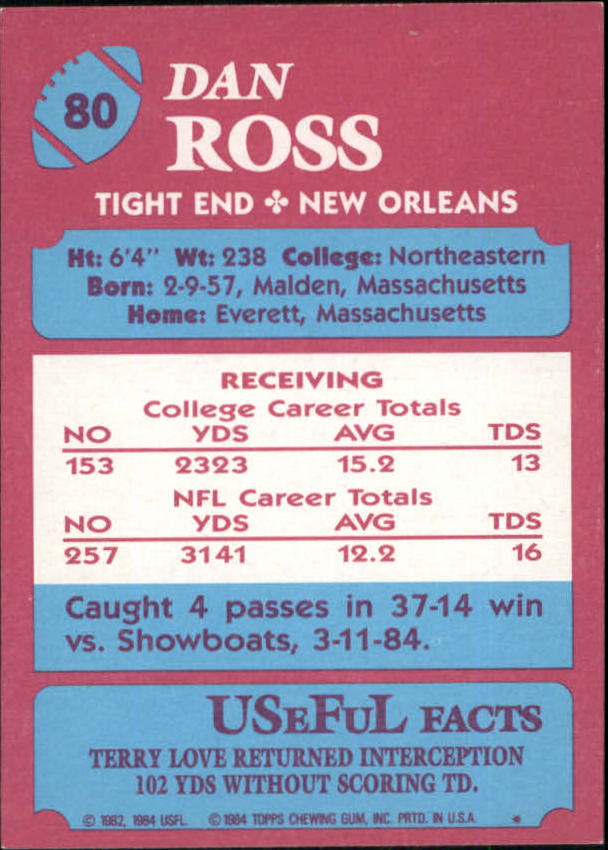 80
DAN
ROSS
TIGHT END ✤ NEW ORLEANS
Ht: 6'4" Wt: 238 College: Northeastern
Born: 2-9-57, Malden, Massachusetts
Home: Everett, Massachusetts
RECEIVING
College Career Totals
NO YDS AVG TDS
153 2323 15.2 13
NFL Career Totals
NO YDS AVG TDS
257 3141 12.2 16
Caught 4 passes in 37-14 win
vs. Showboats, 3-11-84.
USeFuL FACTS
TERRY LOVE RETURNED INTERCEPTION
102 YDS WITHOUT SCORING TD.
© 1982, 1984 USFL. © 1984 TOPPS CHEWING GUM, INC. PRTD. IN U.S.A. *